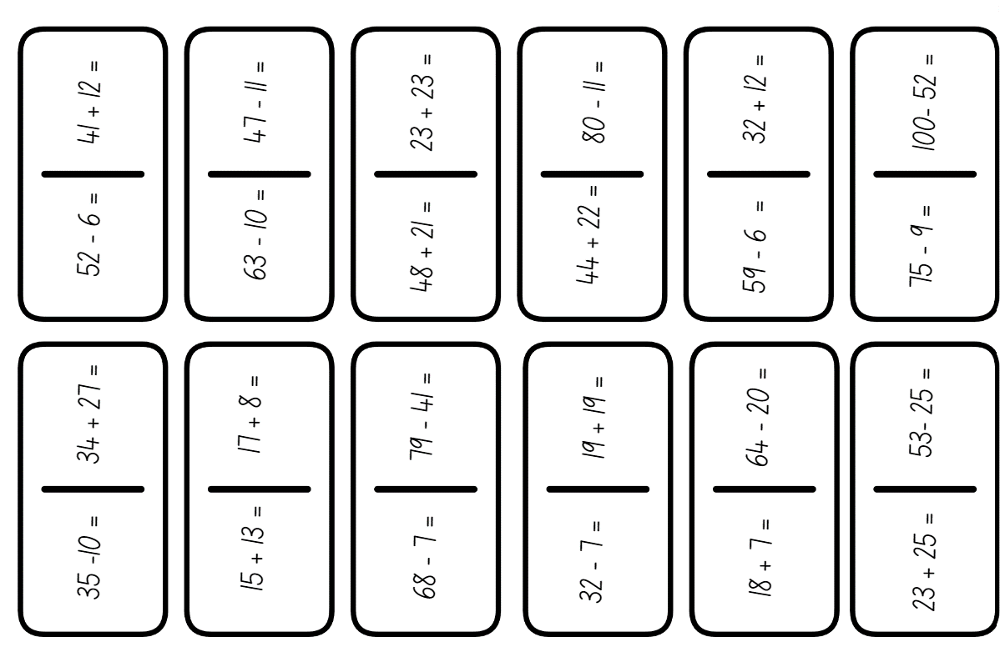 41 + 12 =
52 - 6 =
47 - 11 =
63 - 10 =
23 + 23 =
48 + 21 =
80 - 11 =
44 + 22 =
32 + 12 =
59 - 6 =
100- 52 =
75 - 9 =
34 + 27 =
35 -10 =
17 + 8 =
15 + 13 =
79 - 41 =
68 - 7 =
19 + 19 =
32 - 7 =
64 - 20 =
18 + 7 =
53- 25 =
23 + 25 =